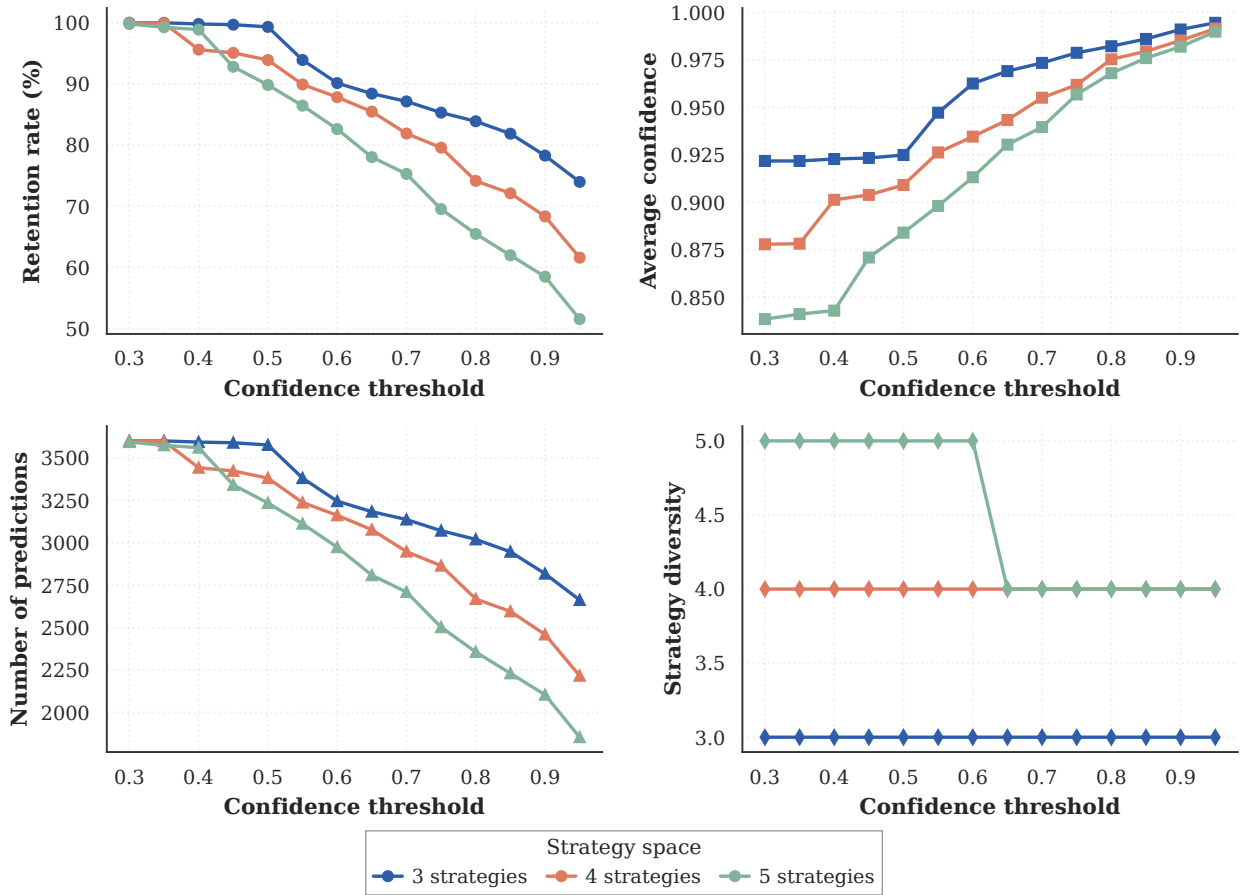 Retention rate (%)
100
90
80
70
60
50
0.3 0.4 0.5 0.6 0.7 0.8 0.9
Confidence threshold
Average confidence
1.000
0.975
0.950
0.925
0.900
0.875
0.850
0.3 0.4 0.5 0.6 0.7 0.8 0.9
Confidence threshold
Number of predictions
3500
3250
3000
2750
2500
2250
2000
0.3 0.4 0.5 0.6 0.7 0.8 0.9
Confidence threshold
Strategy diversity
5.0
4.5
4.0
3.5
3.0
0.3 0.4 0.5 0.6 0.7 0.8 0.9
Confidence threshold
Strategy space
3 strategies 4 strategies 5 strategies